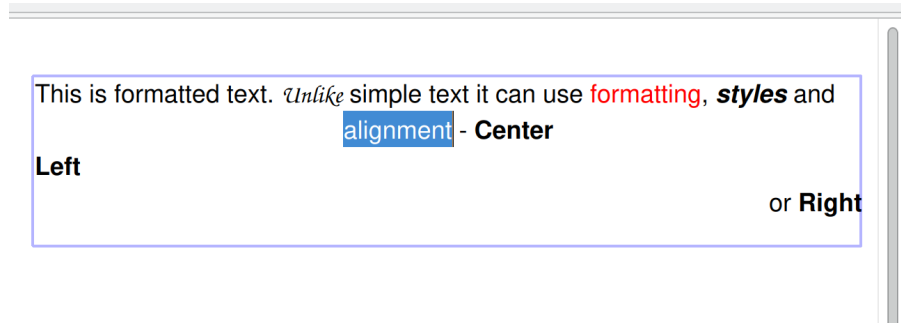 This is formatted text. Unlike simple text it can use formatting, styles and
alignment - Center
Left
or Right